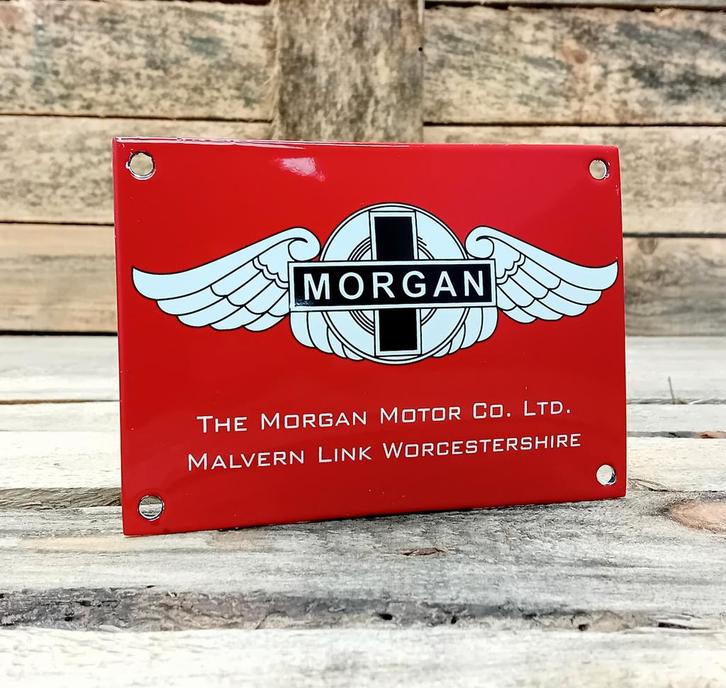 MORGAN
The Morgan Motor Co. Ltd.
Malvern Link Worcestershire